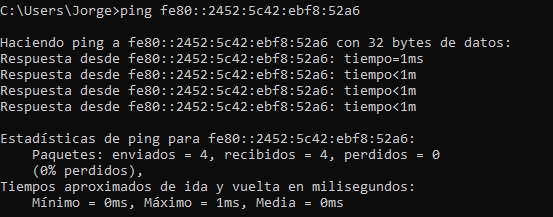 C:\Users\Jorge>ping fe80::2452:5c42:ebf8:52a6
Haciendo ping a fe80::2452:5c42:ebf8:52a6 con 32 bytes de datos:
Respuesta desde fe80::2452:5c42:ebf8:52a6: tiempo=1ms
Respuesta desde fe80::2452:5c42:ebf8:52a6: tiempo<1m
Respuesta desde fe80::2452:5c42:ebf8:52a6: tiempo<1m
Respuesta desde fe80::2452:5c42:ebf8:52a6: tiempo<1m
Estadísticas de ping para fe80::2452:5c42:ebf8:52a6:
Paquetes: enviados = 4, recibidos = 4, perdidos = 0
(0% perdidos),
Tiempos aproximados de ida y vuelta en milisegundos:
Mínimo = 0ms, Máximo = 1ms, Media = 0ms